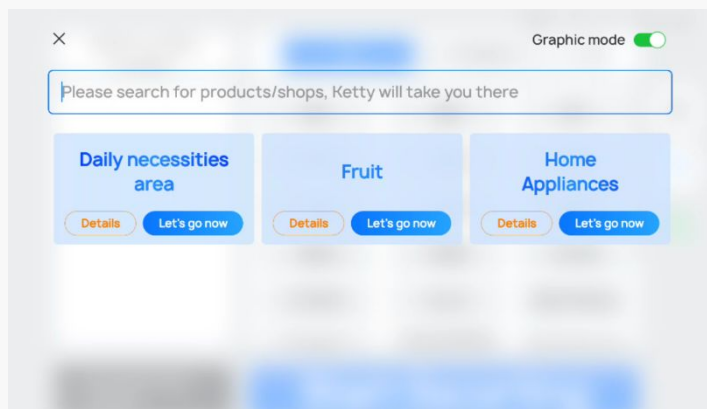 Graphic mode
Please search for products/shops, Ketty will take you there
Daily necessities
area
Details
Let's go now
Fruit
Details
Let's go now
Home
Appliances
Details
Let's go now